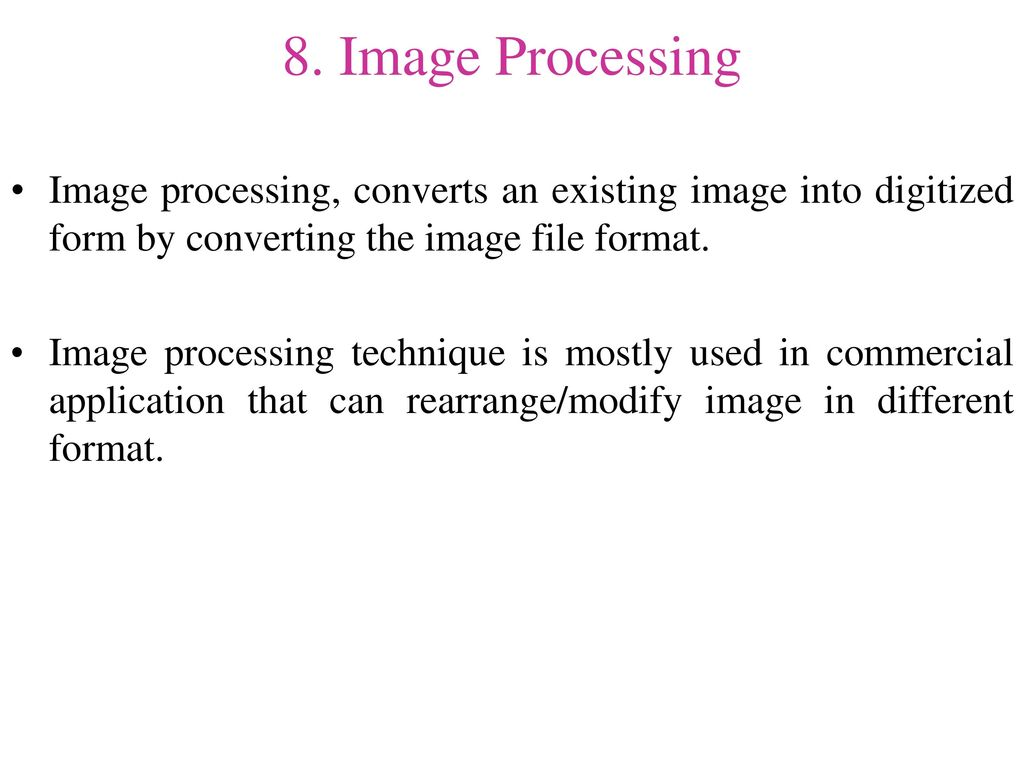 8. Image Processing
• Image processing, converts an existing image into digitized
form by converting the image file format.
• Image processing technique is mostly used in commercial
application that can rearrange/modify image in different
format.